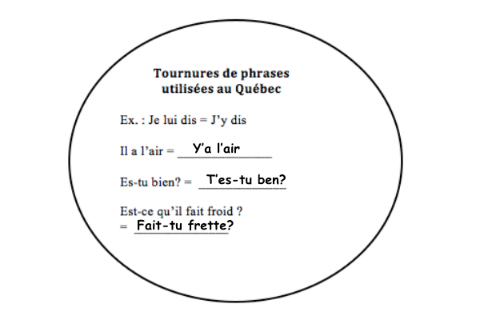 Tournures de phrases
utilisées au Québec
Ex. : Je lui dis = J'y dis
Il a l'air = Y'a l'air
Es-tu bien? = T'es-tu ben?
Est-ce qu'il fait froid ?
= Fait-tu frette?